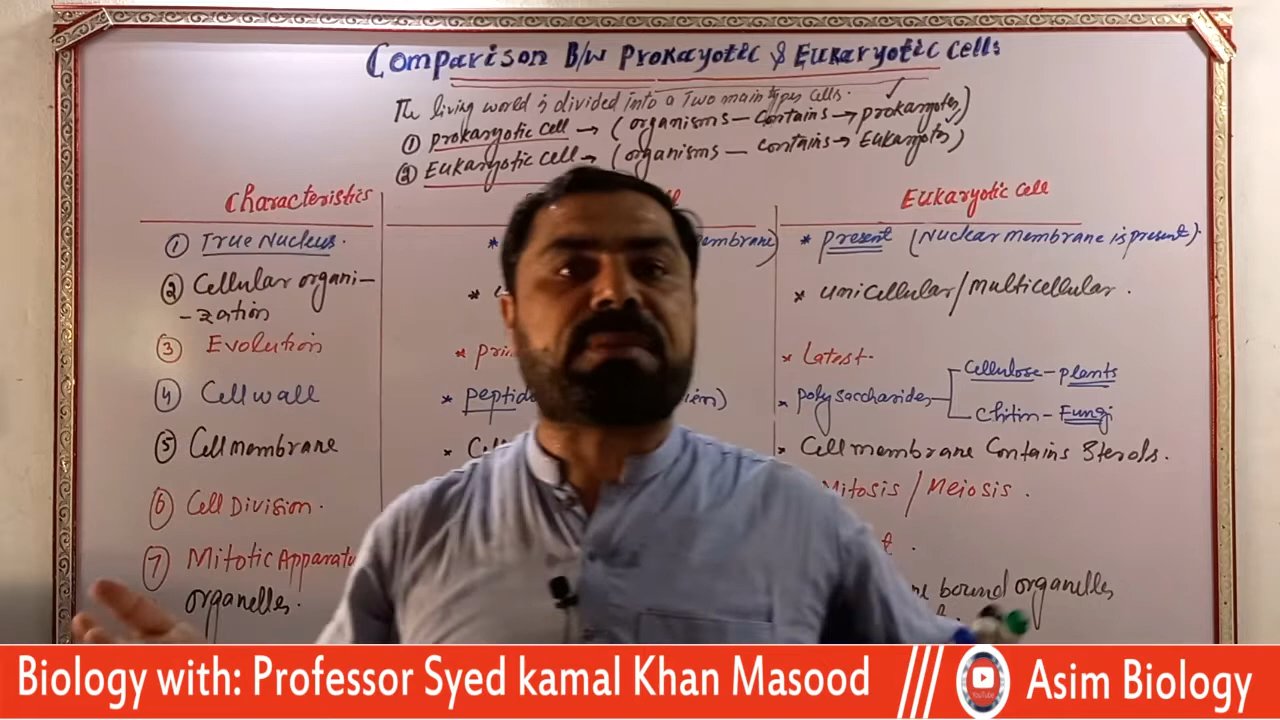 Comparison B/w Prokaryotic & Eukaryotic Cells
The living world is divided into a Two main types cells.
① prokaryotic cell → (organisms — contains → prokaryotes)
② Eukaryotic cell → (organisms — contains → Eukaryotes)
Characteristics
Eukaryotic Cell
① True Nucleus.
embrane)
* present (Nuclear membrane is present).
② Cellular organi-
-zation
* unicellular/multicellular.
③ Evolution
* Latest.
④ Cell wall
* polysaccharides
Cellulose - plants
Chitin - Fungi
⑤ Cell membrane
* Cell membrane Contains Sterols.
⑥ Cell Division.
Mitosis / Meiosis.
⑦ Mitotic Apparatu
organelles.
bound organelles
Biology with: Professor Syed kamal Khan Masood
YouTube
Asim Biology